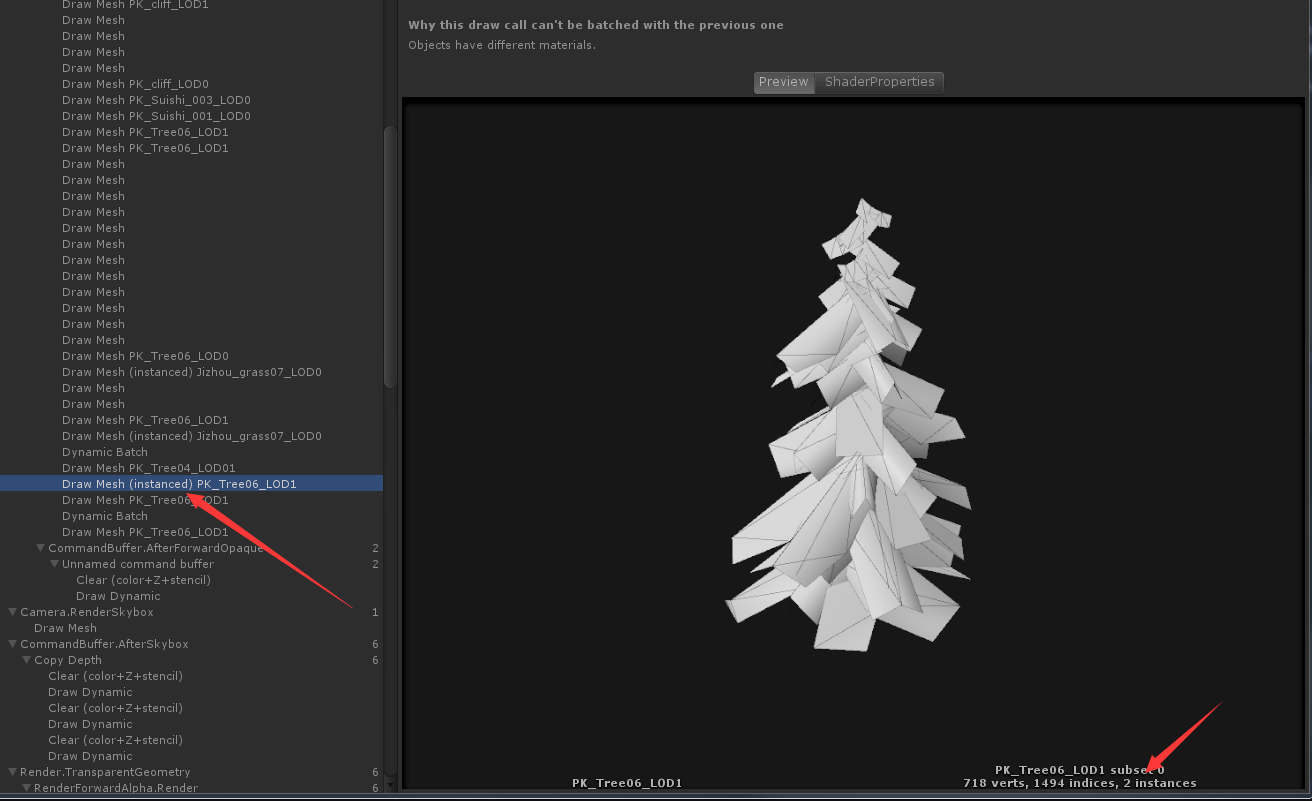 Draw Mesh PK_cliff_LOD1
Draw Mesh
Draw Mesh
Draw Mesh
Draw Mesh
Draw Mesh PK_cliff_LOD0
Draw Mesh PK_Suishi_003_LOD0
Draw Mesh PK_Suishi_001_LOD0
Draw Mesh PK_Tree06_LOD1
Draw Mesh PK_Tree06_LOD1
Draw Mesh
Draw Mesh
Draw Mesh
Draw Mesh
Draw Mesh
Draw Mesh
Draw Mesh
Draw Mesh
Draw Mesh
Draw Mesh
Draw Mesh
Draw Mesh
Draw Mesh PK_Tree06_LOD0
Draw Mesh (instanced) Jizhou_grass07_LOD0
Draw Mesh
Draw Mesh
Draw Mesh PK_Tree06_LOD1
Draw Mesh (instanced) Jizhou_grass07_LOD0
Dynamic Batch
Draw Mesh PK_Tree04_LOD01
Draw Mesh (instanced) PK_Tree06_LOD1
Draw Mesh PK_Tree06_LOD1
Dynamic Batch
Draw Mesh PK_Tree06_LOD1
CommandBuffer.AfterForwardOpaque 2
Unnamed command buffer 2
Clear (color+Z+stencil)
Draw Dynamic
Camera.RenderSkybox 1
Draw Mesh
CommandBuffer.AfterSkybox 6
Copy Depth 6
Clear (color+Z+stencil)
Draw Dynamic
Clear (color+Z+stencil)
Draw Dynamic
Clear (color+Z+stencil)
Draw Dynamic
Render.TransparentGeometry 6
RenderForwardAlpha.Render 6
Why this draw call can't be batched with the previous one
Objects have different materials.
Preview ShaderProperties
PK_Tree06_LOD1
PK_Tree06_LOD1 subset 0
718 verts, 1494 indices, 2 instances